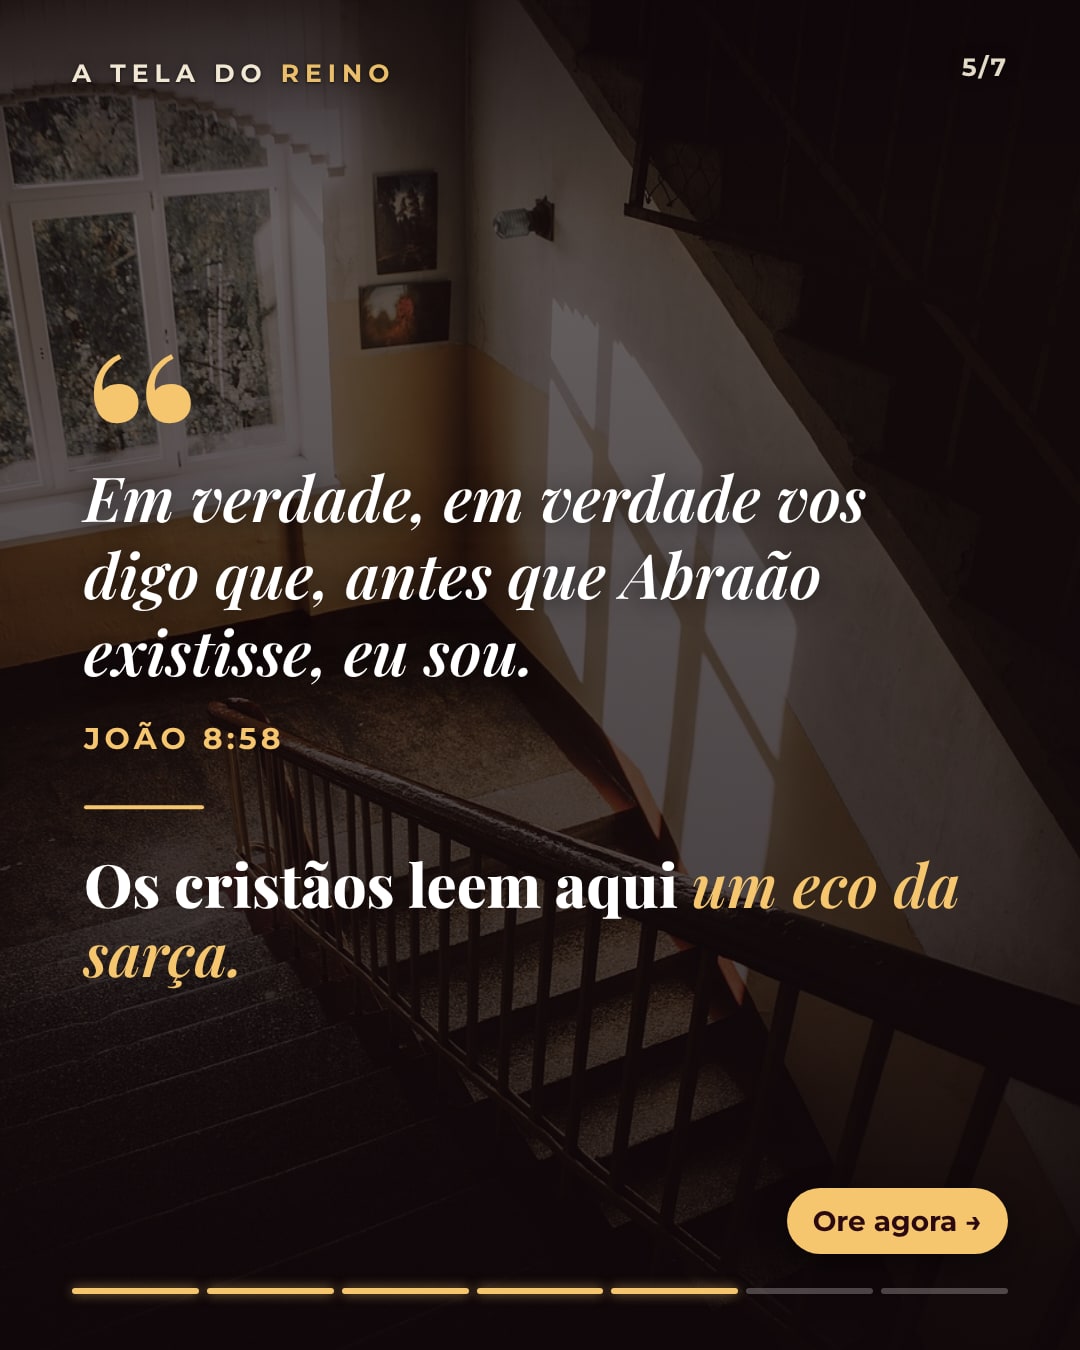 A TELA DO REINO
5/7
“
Em verdade, em verdade vos
digo que, antes que Abraão
existisse, eu sou.
JOÃO 8:58
Os cristãos leem aqui um eco da
sarça.
Ore agora →